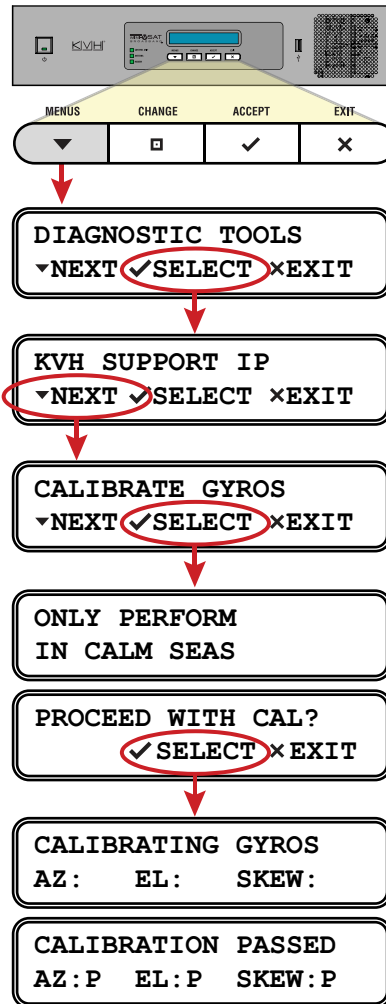 KVH
MENUS CHANGE ACCEPT EXIT
DIAGNOSTIC TOOLS
▼NEXT ✓SELECT ×EXIT
KVH SUPPORT IP
▼NEXT ✓SELECT ×EXIT
CALIBRATE GYROS
▼NEXT ✓SELECT ×EXIT
ONLY PERFORM
IN CALM SEAS
PROCEED WITH CAL?
✓SELECT ×EXIT
CALIBRATING GYROS
AZ: EL: SKEW:
CALIBRATION PASSED
AZ:P EL:P SKEW:P